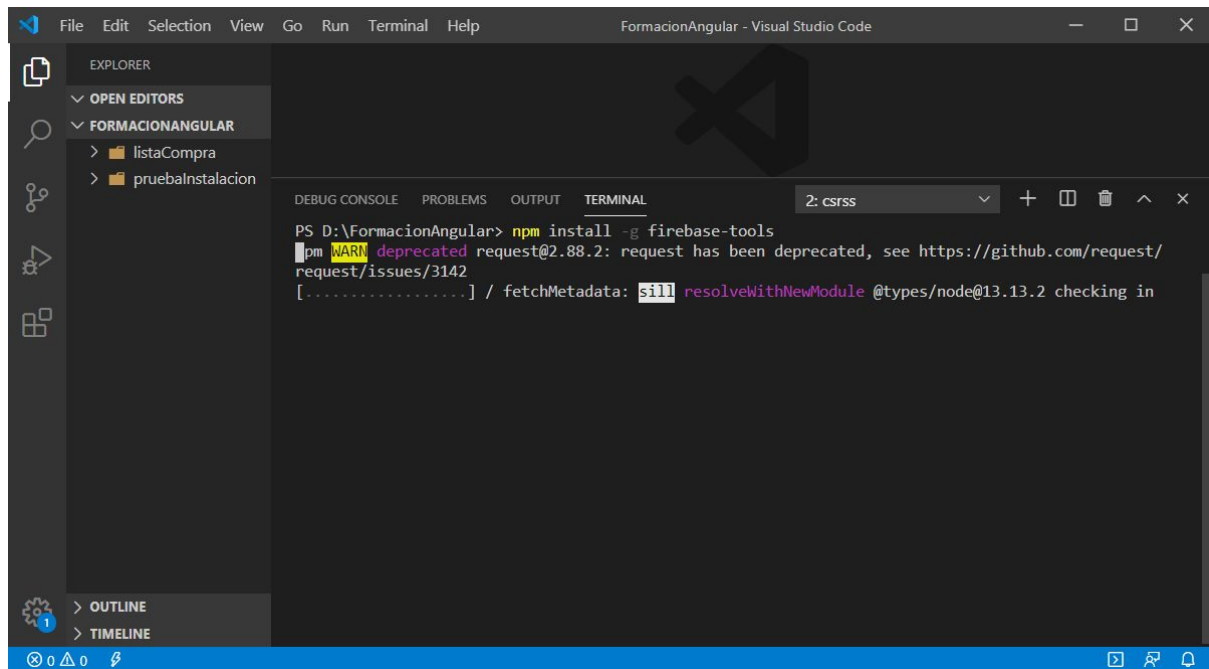 File Edit Selection View Go Run Terminal Help FormacionAngular - Visual Studio Code
EXPLORER
OPEN EDITORS
FORMACIONANGULAR
listaCompra
pruebaInstalacion
DEBUG CONSOLE PROBLEMS OUTPUT TERMINAL 2: csrss
PS D:\FormacionAngular> npm install -g firebase-tools
pm WARN deprecated request@2.88.2: request has been deprecated, see https://github.com/request/
request/issues/3142
[..................] / fetchMetadata: sill resolveWithNewModule @types/node@13.13.2 checking in
OUTLINE
1
TIMELINE
0 0